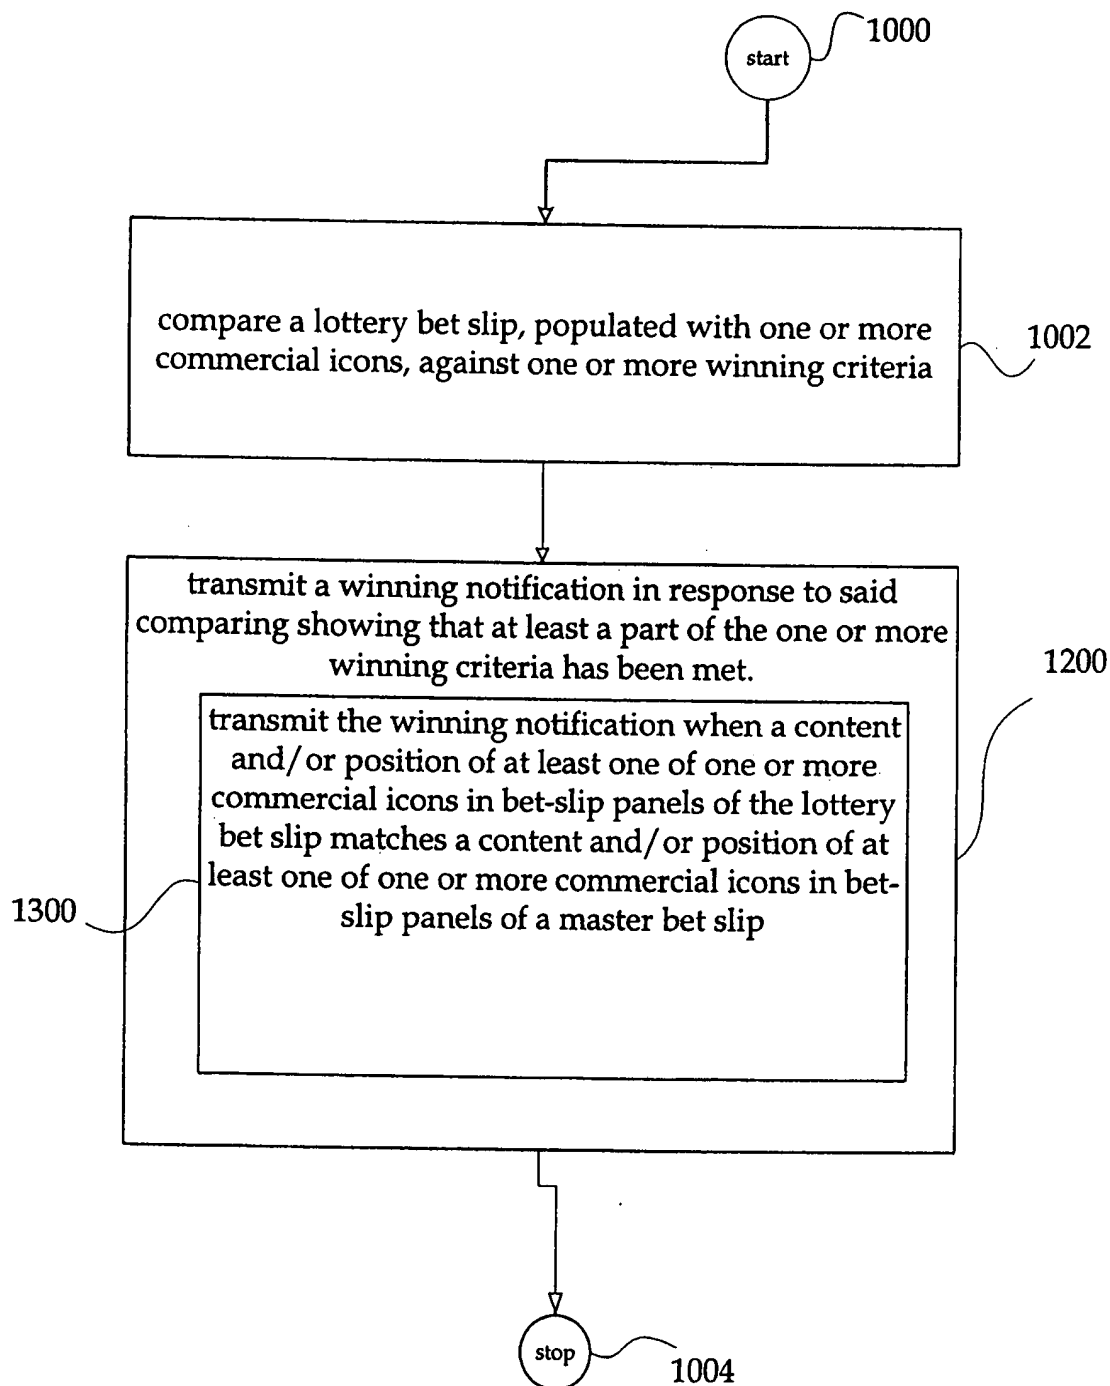 1000
start
compare a lottery bet slip, populated with one or more
commercial icons, against one or more winning criteria
1002
transmit a winning notification in response to said
comparing showing that at least a part of the one or more
winning criteria has been met.
1200
transmit the winning notification when a content
and/or position of at least one of one or more
commercial icons in bet-slip panels of the lottery
bet slip matches a content and/or position of at
least one of one or more commercial icons in bet-
slip panels of a master bet slip
1300
stop
1004